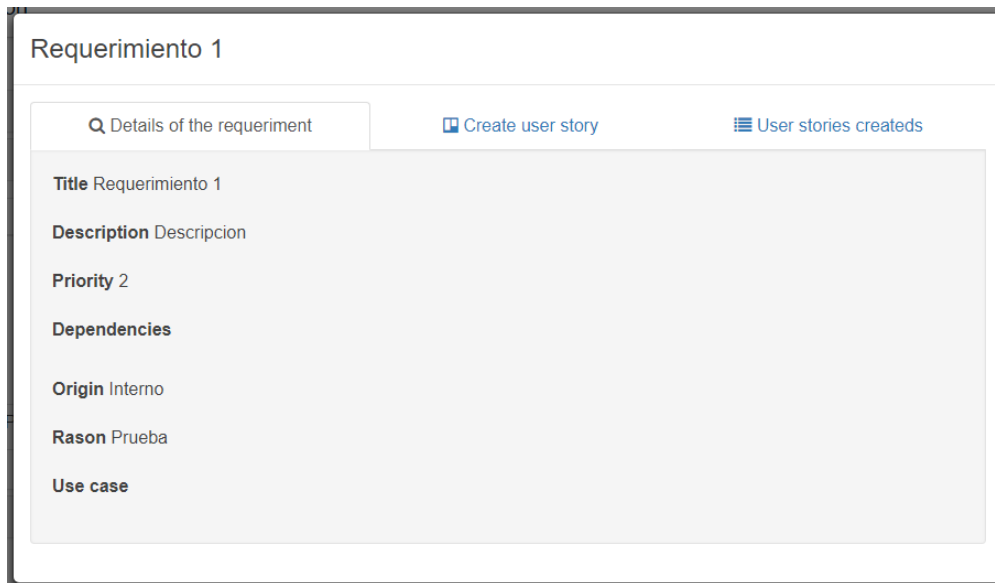 Requerimiento 1
Details of the requeriment
Create user story
User stories createds
Title Requerimiento 1
Description Descripcion
Priority 2
Dependencies
Origin Interno
Rason Prueba
Use case